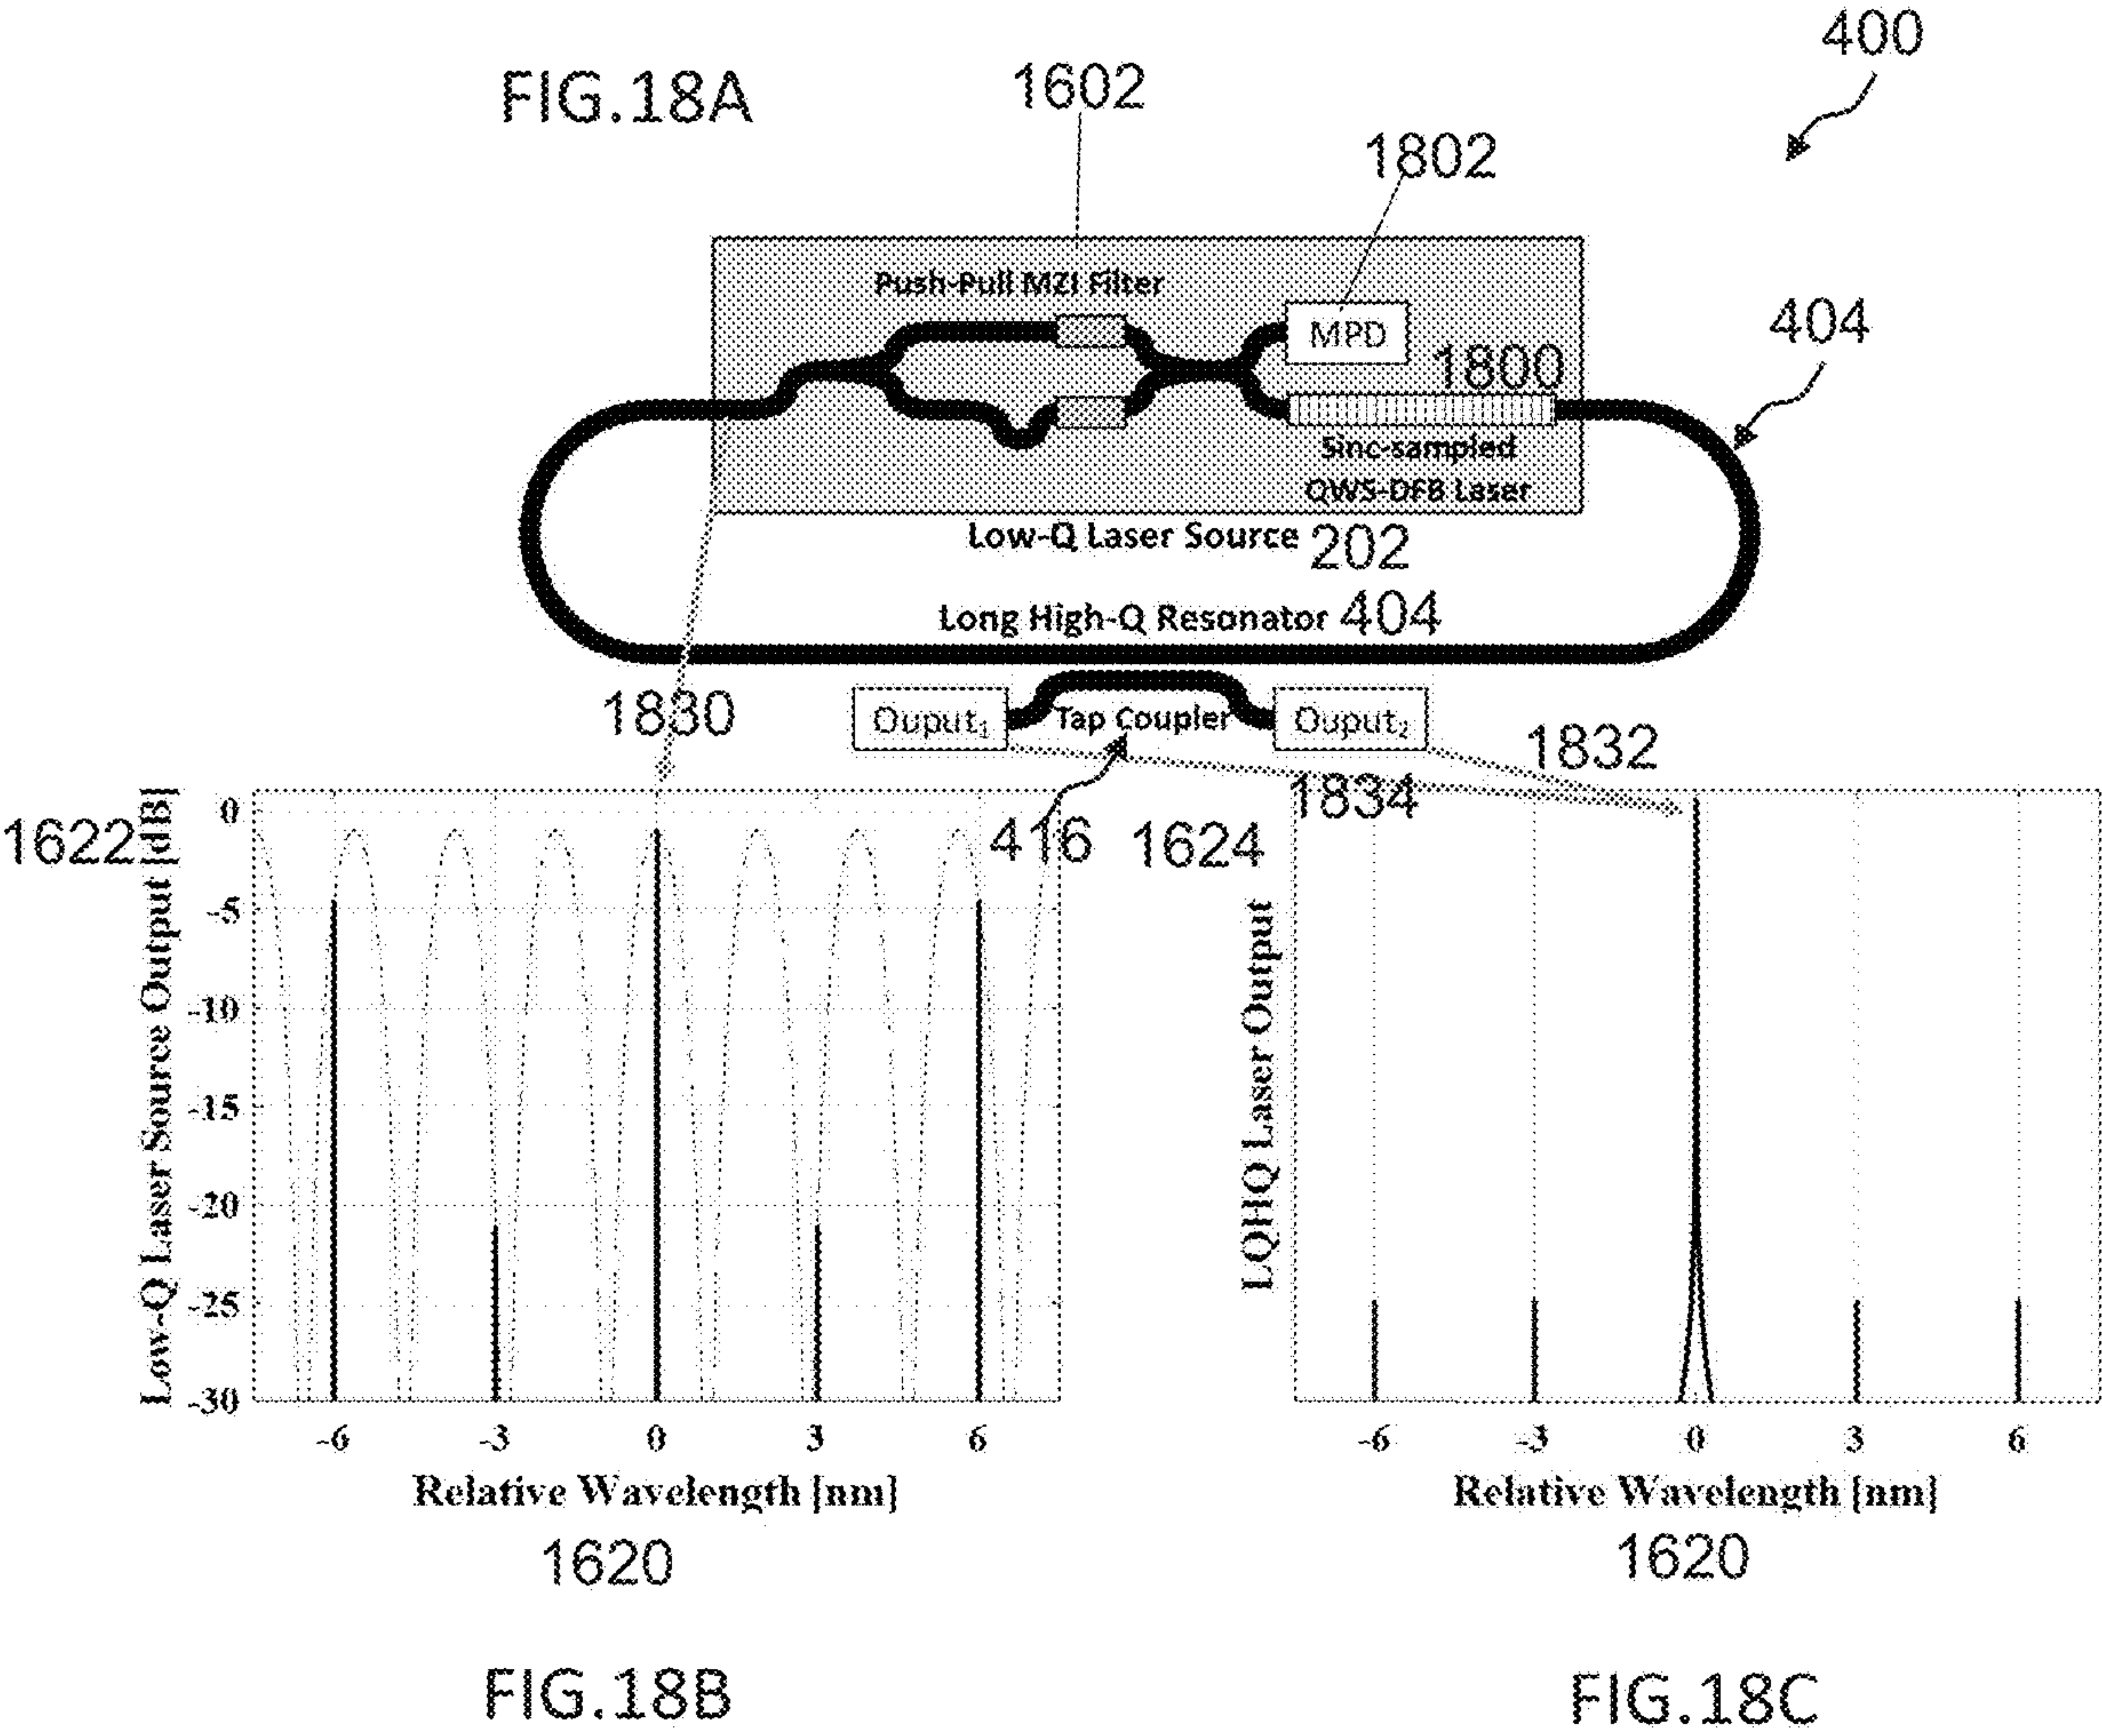 400
FIG.18A
1602
1802
Push-Pull MZI Filter
MPD
404
1800
Sinc-sampled
QWS-DFB Laser
Low-Q Laser Source 202
Long High-Q Resonator 404
1830
Ouput1
Tap Coupler
Ouput2
1832
1834
416
1622
1624
Low-Q Laser Source Output [dB]
0
-5
-10
-15
-20
-25
-30
-6 -3 0 3 6
Relative Wavelength [nm]
1620
FIG.18B
LQHQ Laser Output
-6 -3 0 3 6
Relative Wavelength [nm]
1620
FIG.18C